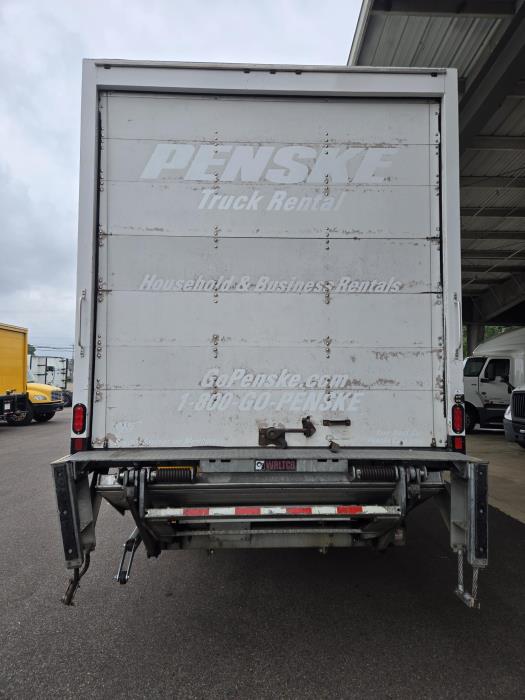 PENSKE
Truck Rental
Household & Business Rentals
GoPenske.com
1-800-GO-PENSKE
WALTCO